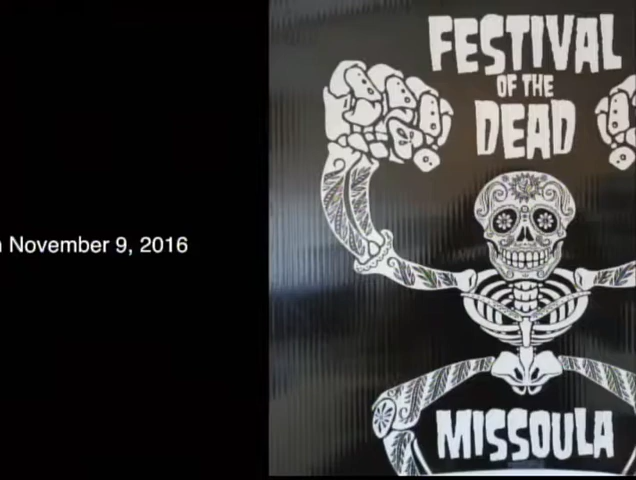 November 9, 2016
FESTIVAL
OF THE
DEAD
MISSOULA